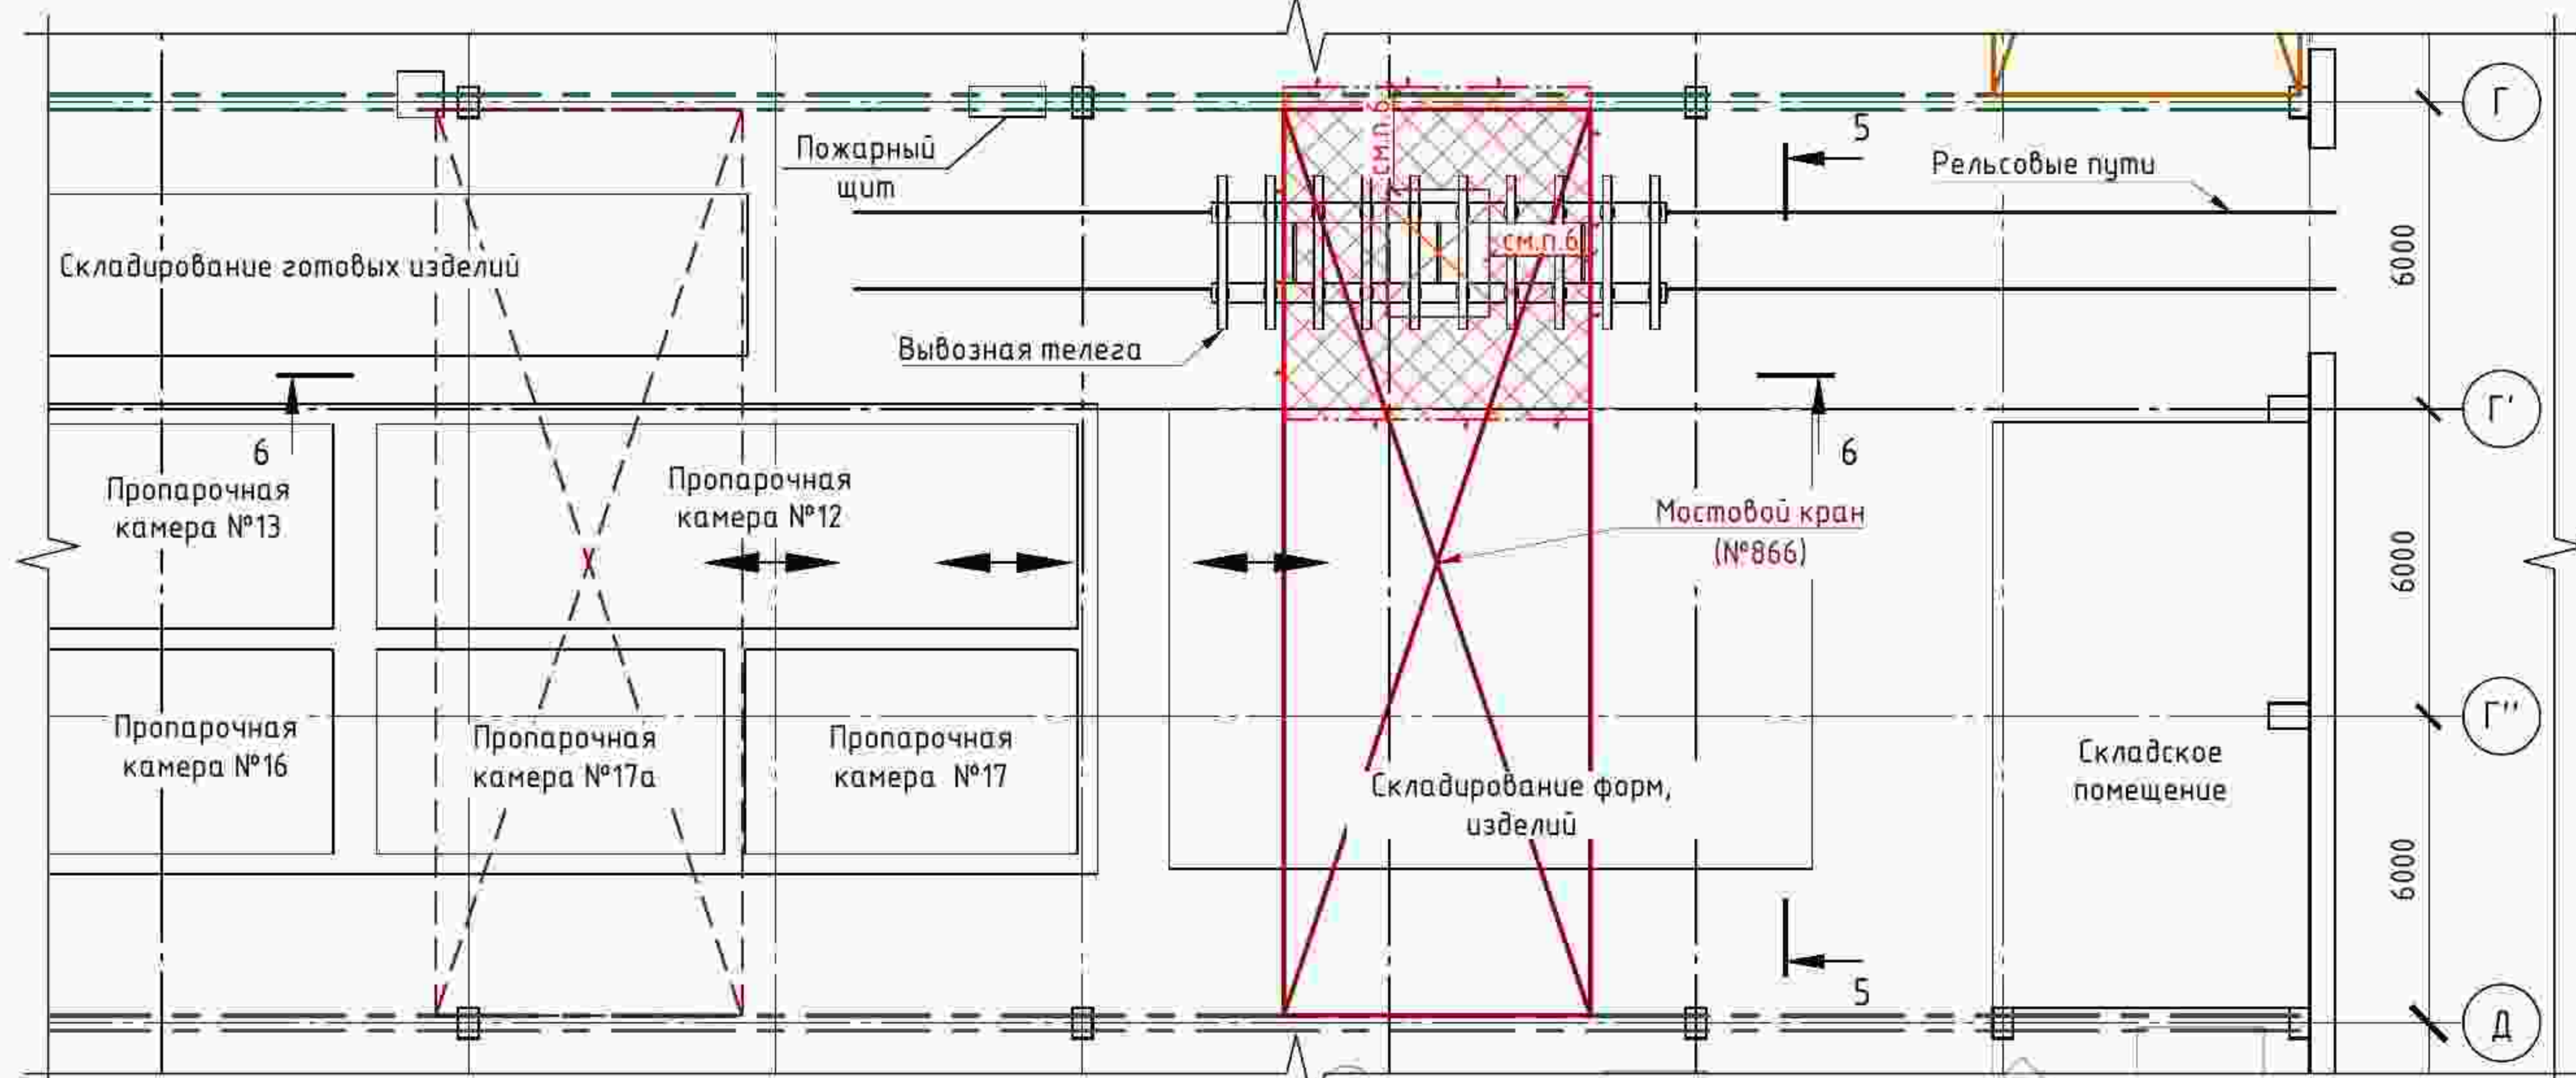 Г
5
см.п.6
Пожарный
щит
Рельсовые пути
6000
Складирование готовых изделий
см.п.6
Вывозная телега
Г'
6
6
Пропарочная
камера №13
Пропарочная
камера №12
Мостовой кран
(№866)
6000
Пропарочная
камера №16
Пропарочная
камера №17а
Пропарочная
камера №17
Г''
Складское
помещение
Складирование форм,
изделий
6000
5
Д